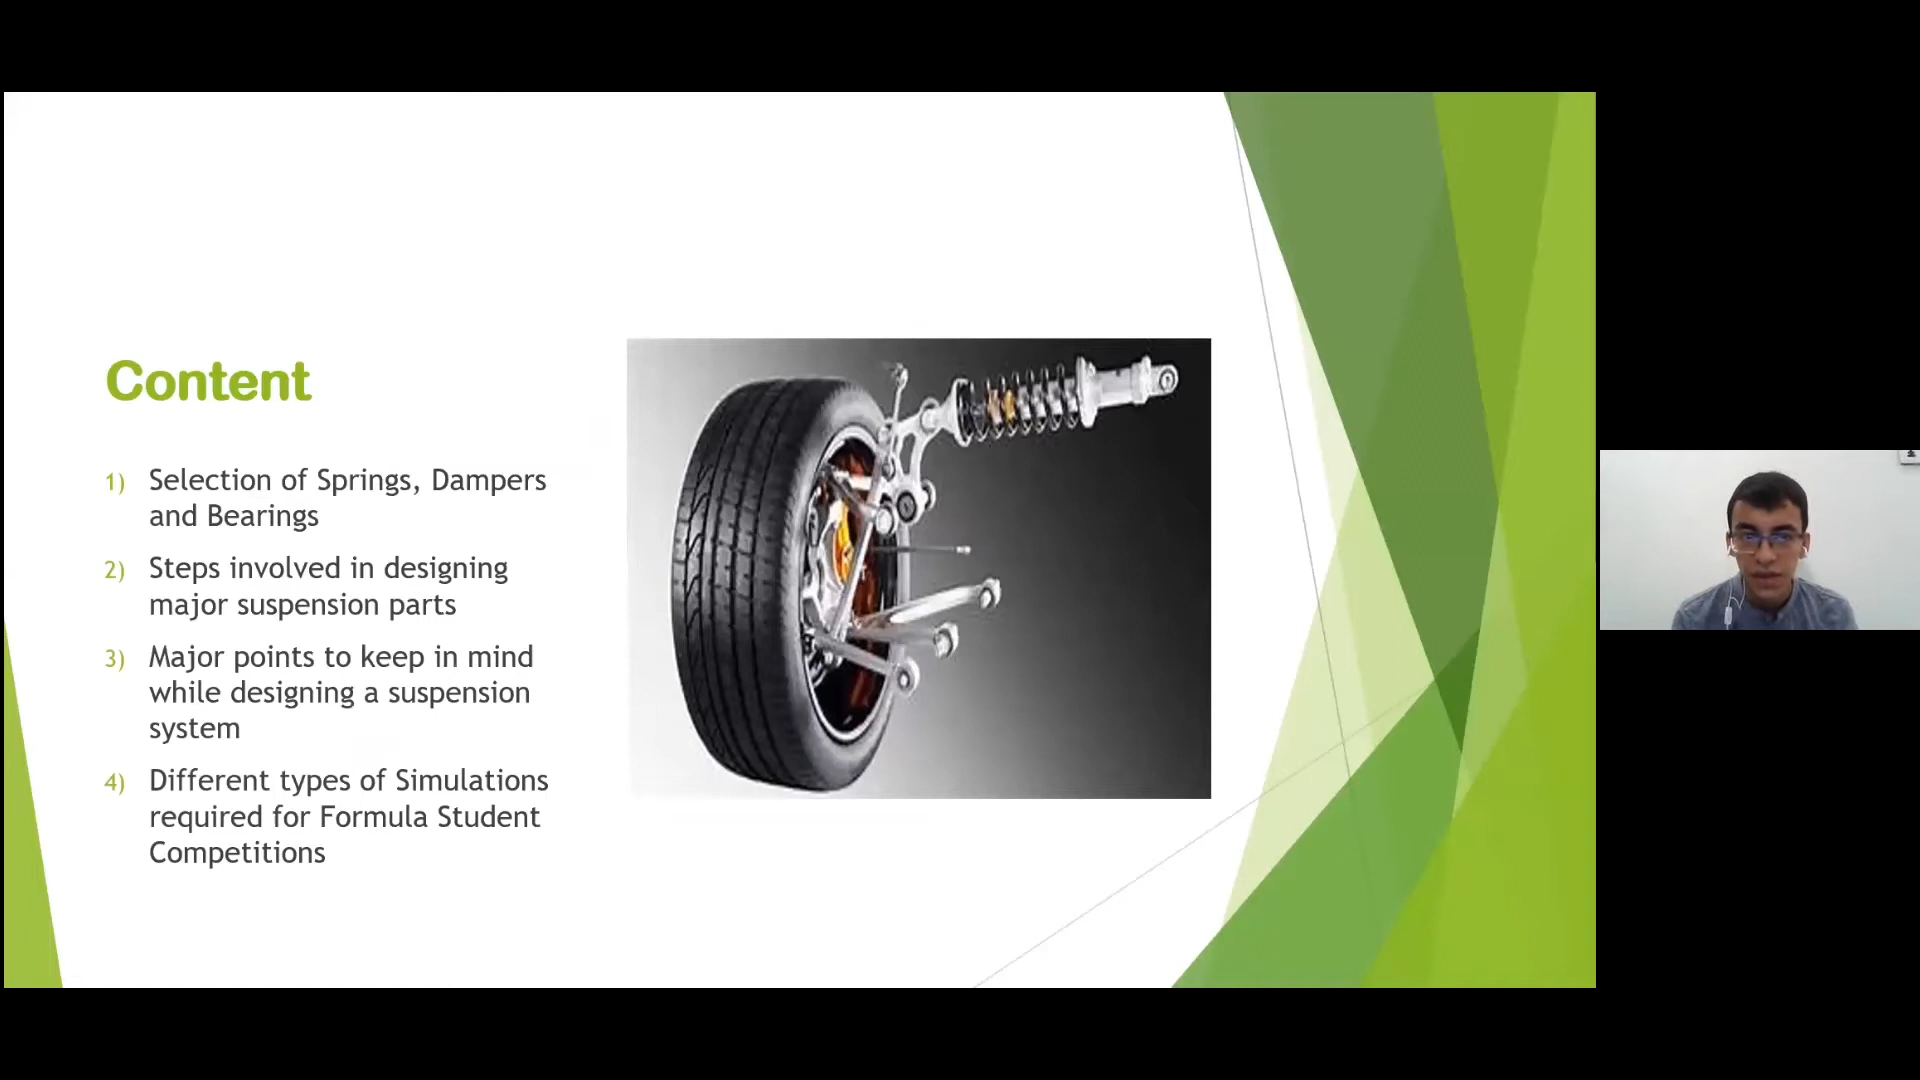 Content
1) Selection of Springs, Dampers
and Bearings
2) Steps involved in designing
major suspension parts
3) Major points to keep in mind
while designing a suspension
system
4) Different types of Simulations
required for Formula Student
Competitions